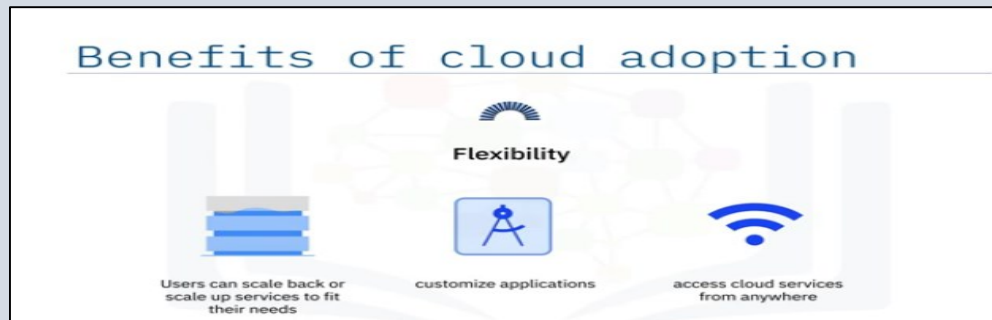 Benefits of cloud adoption
Flexibility
Users can scale back or
scale up services to fit
their needs
customize applications
access cloud services
from anywhere